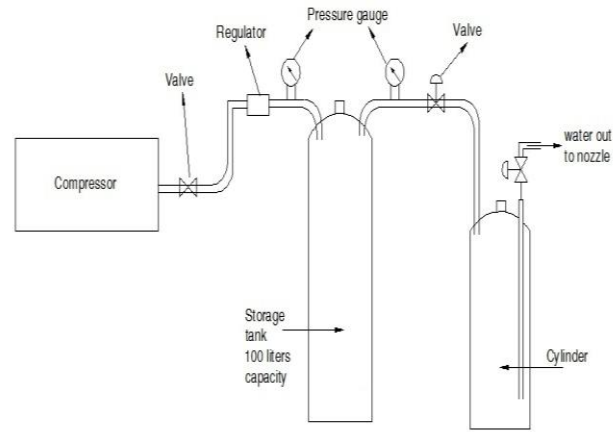 Pressure gauge
Regulator
Valve
Valve
water out
to nozzle
Compressor
Storage
tank
100 liters
capacity
Cylinder